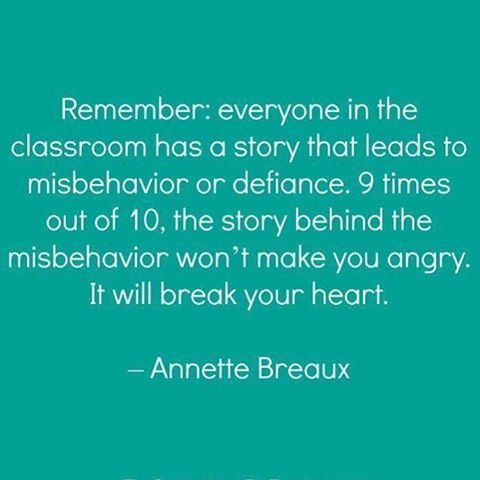 Remember: everyone in the
classroom has a story that leads to
misbehavior or defiance. 9 times
out of 10, the story behind the
misbehavior won't make you angry.
It will break your heart.
– Annette Breaux